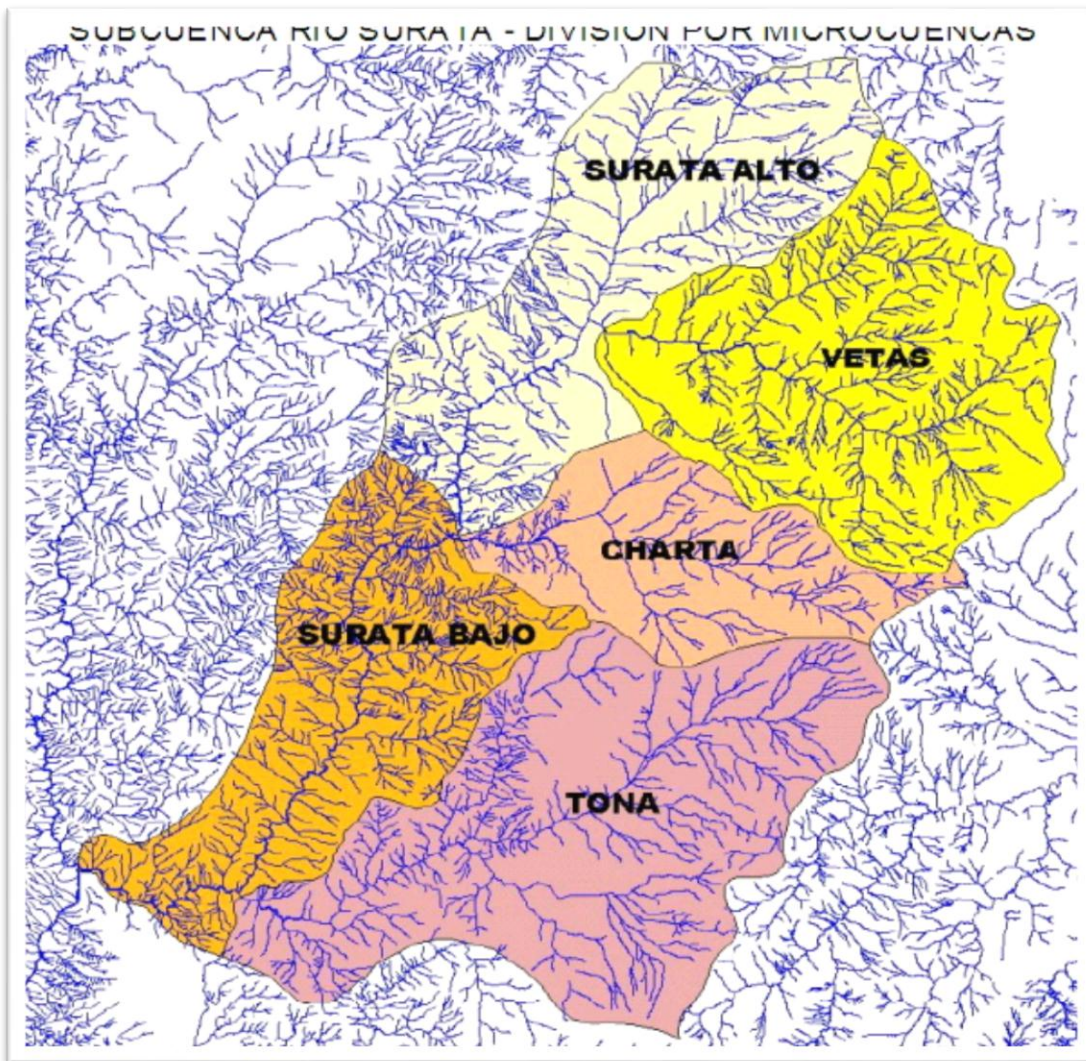 SUBCUENCA RIO SURATA - DIVISION POR MICROCUENCAS
SURATA ALTO
VETAS
CHARTA
SURATA BAJO
TONA